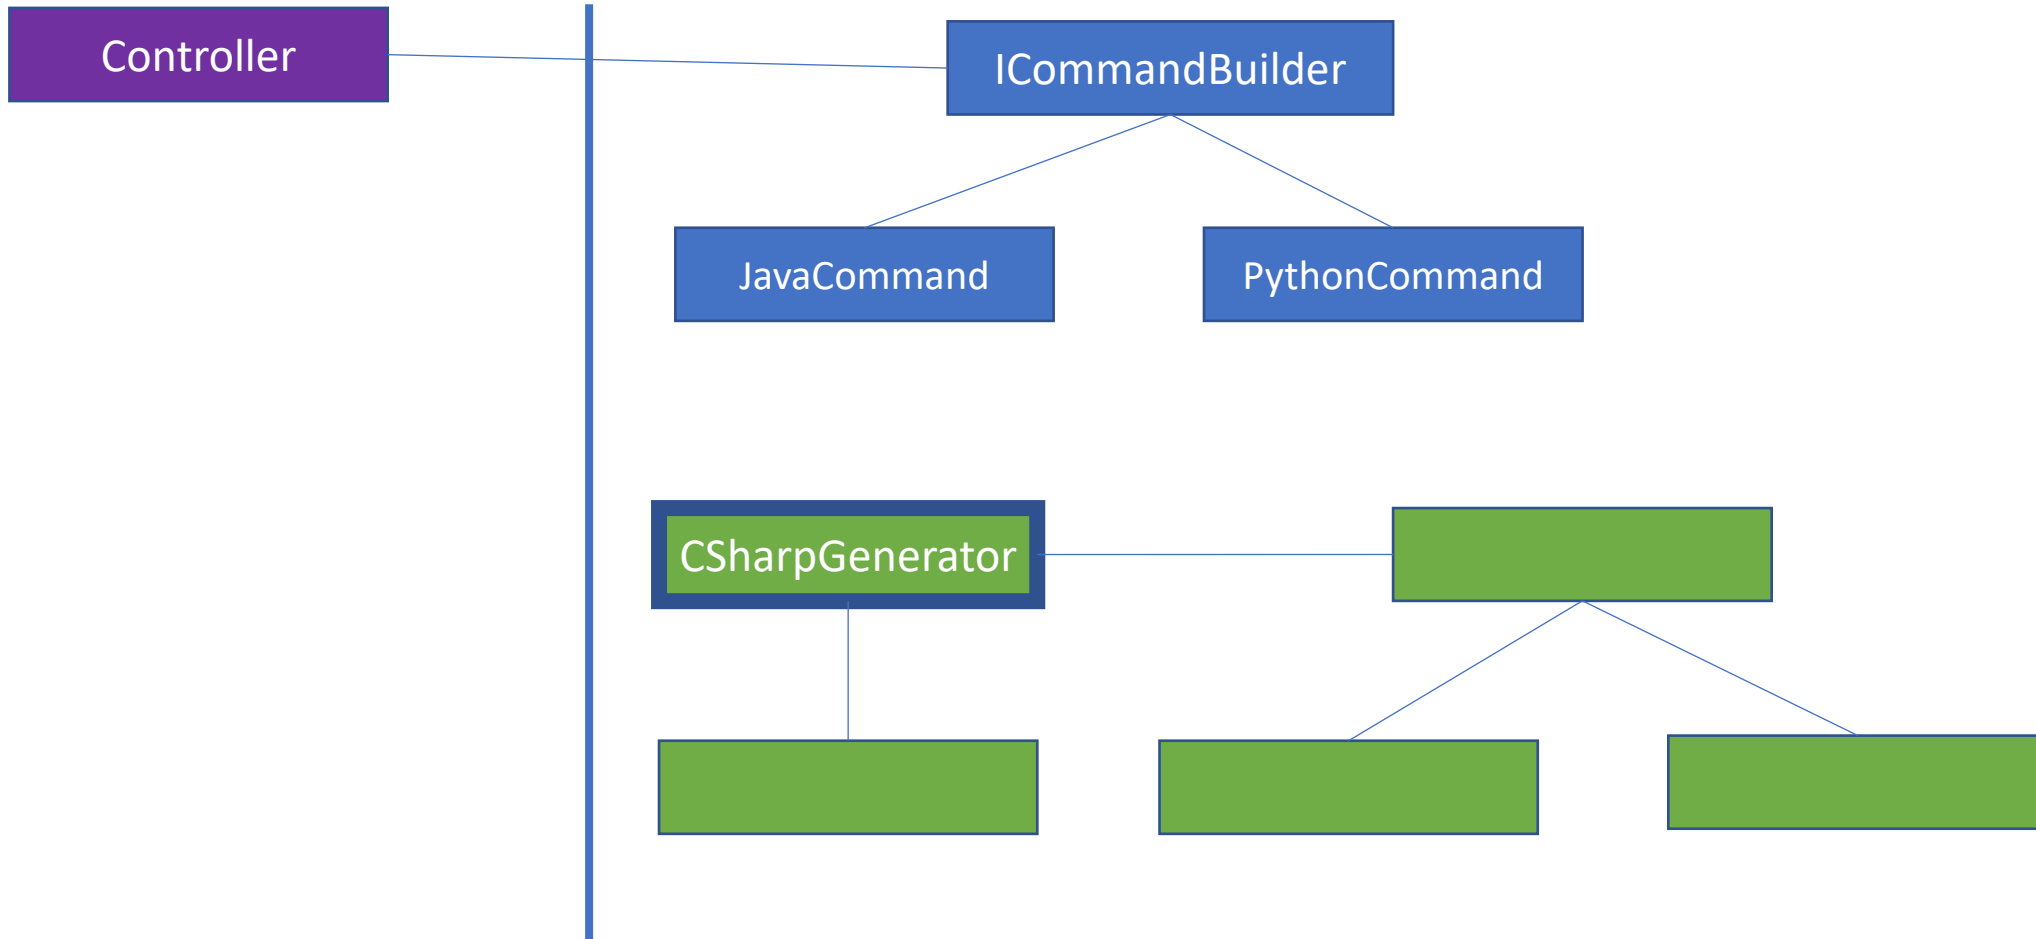 Controller
ICommandBuilder
JavaCommand
PythonCommand
CSharpGenerator